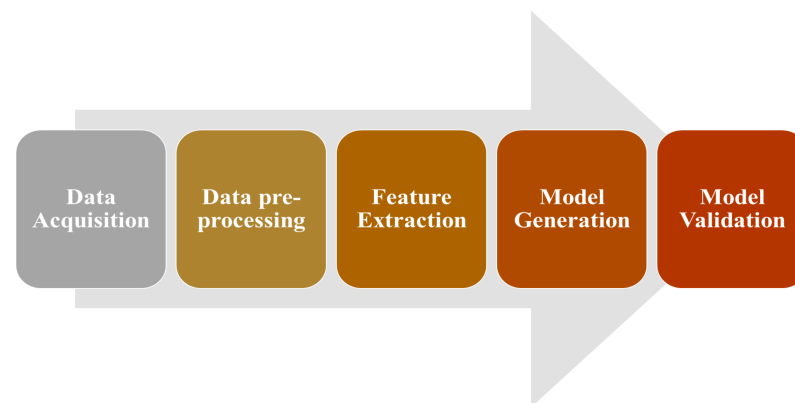 Data
Acquisition
Data pre-
processing
Feature
Extraction
Model
Generation
Model
Validation